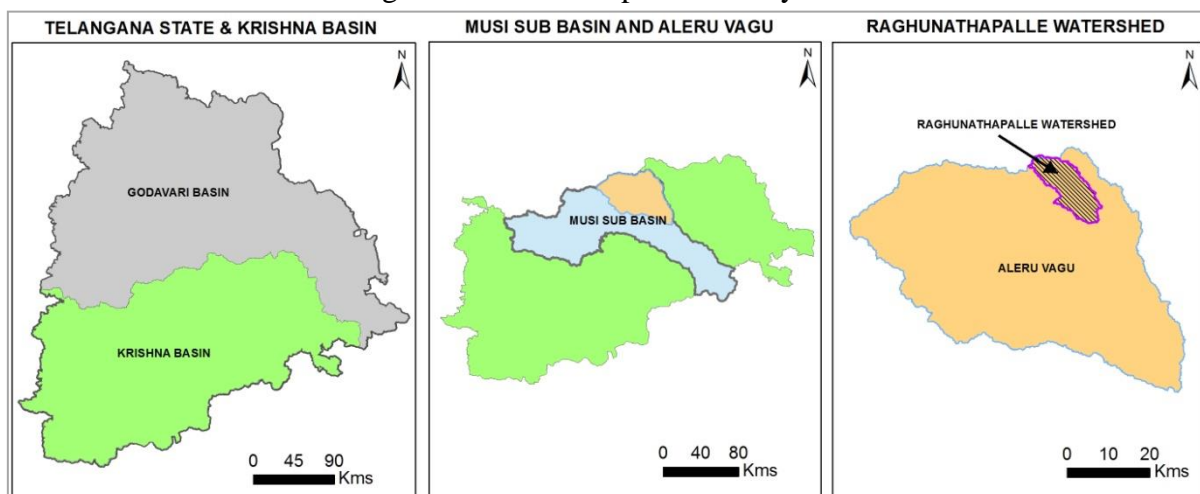 TELANGANA STATE & KRISHNA BASIN
N
GODAVARI BASIN
KRISHNA BASIN
0 45 90
Kms
MUSI SUB BASIN AND ALERU VAGU
N
MUSI SUB BASIN
0 40 80
Kms
RAGHUNATHAPALLE WATERSHED
N
RAGHUNATHAPALLE WATERSHED
ALERU VAGU
0 10 20
Kms